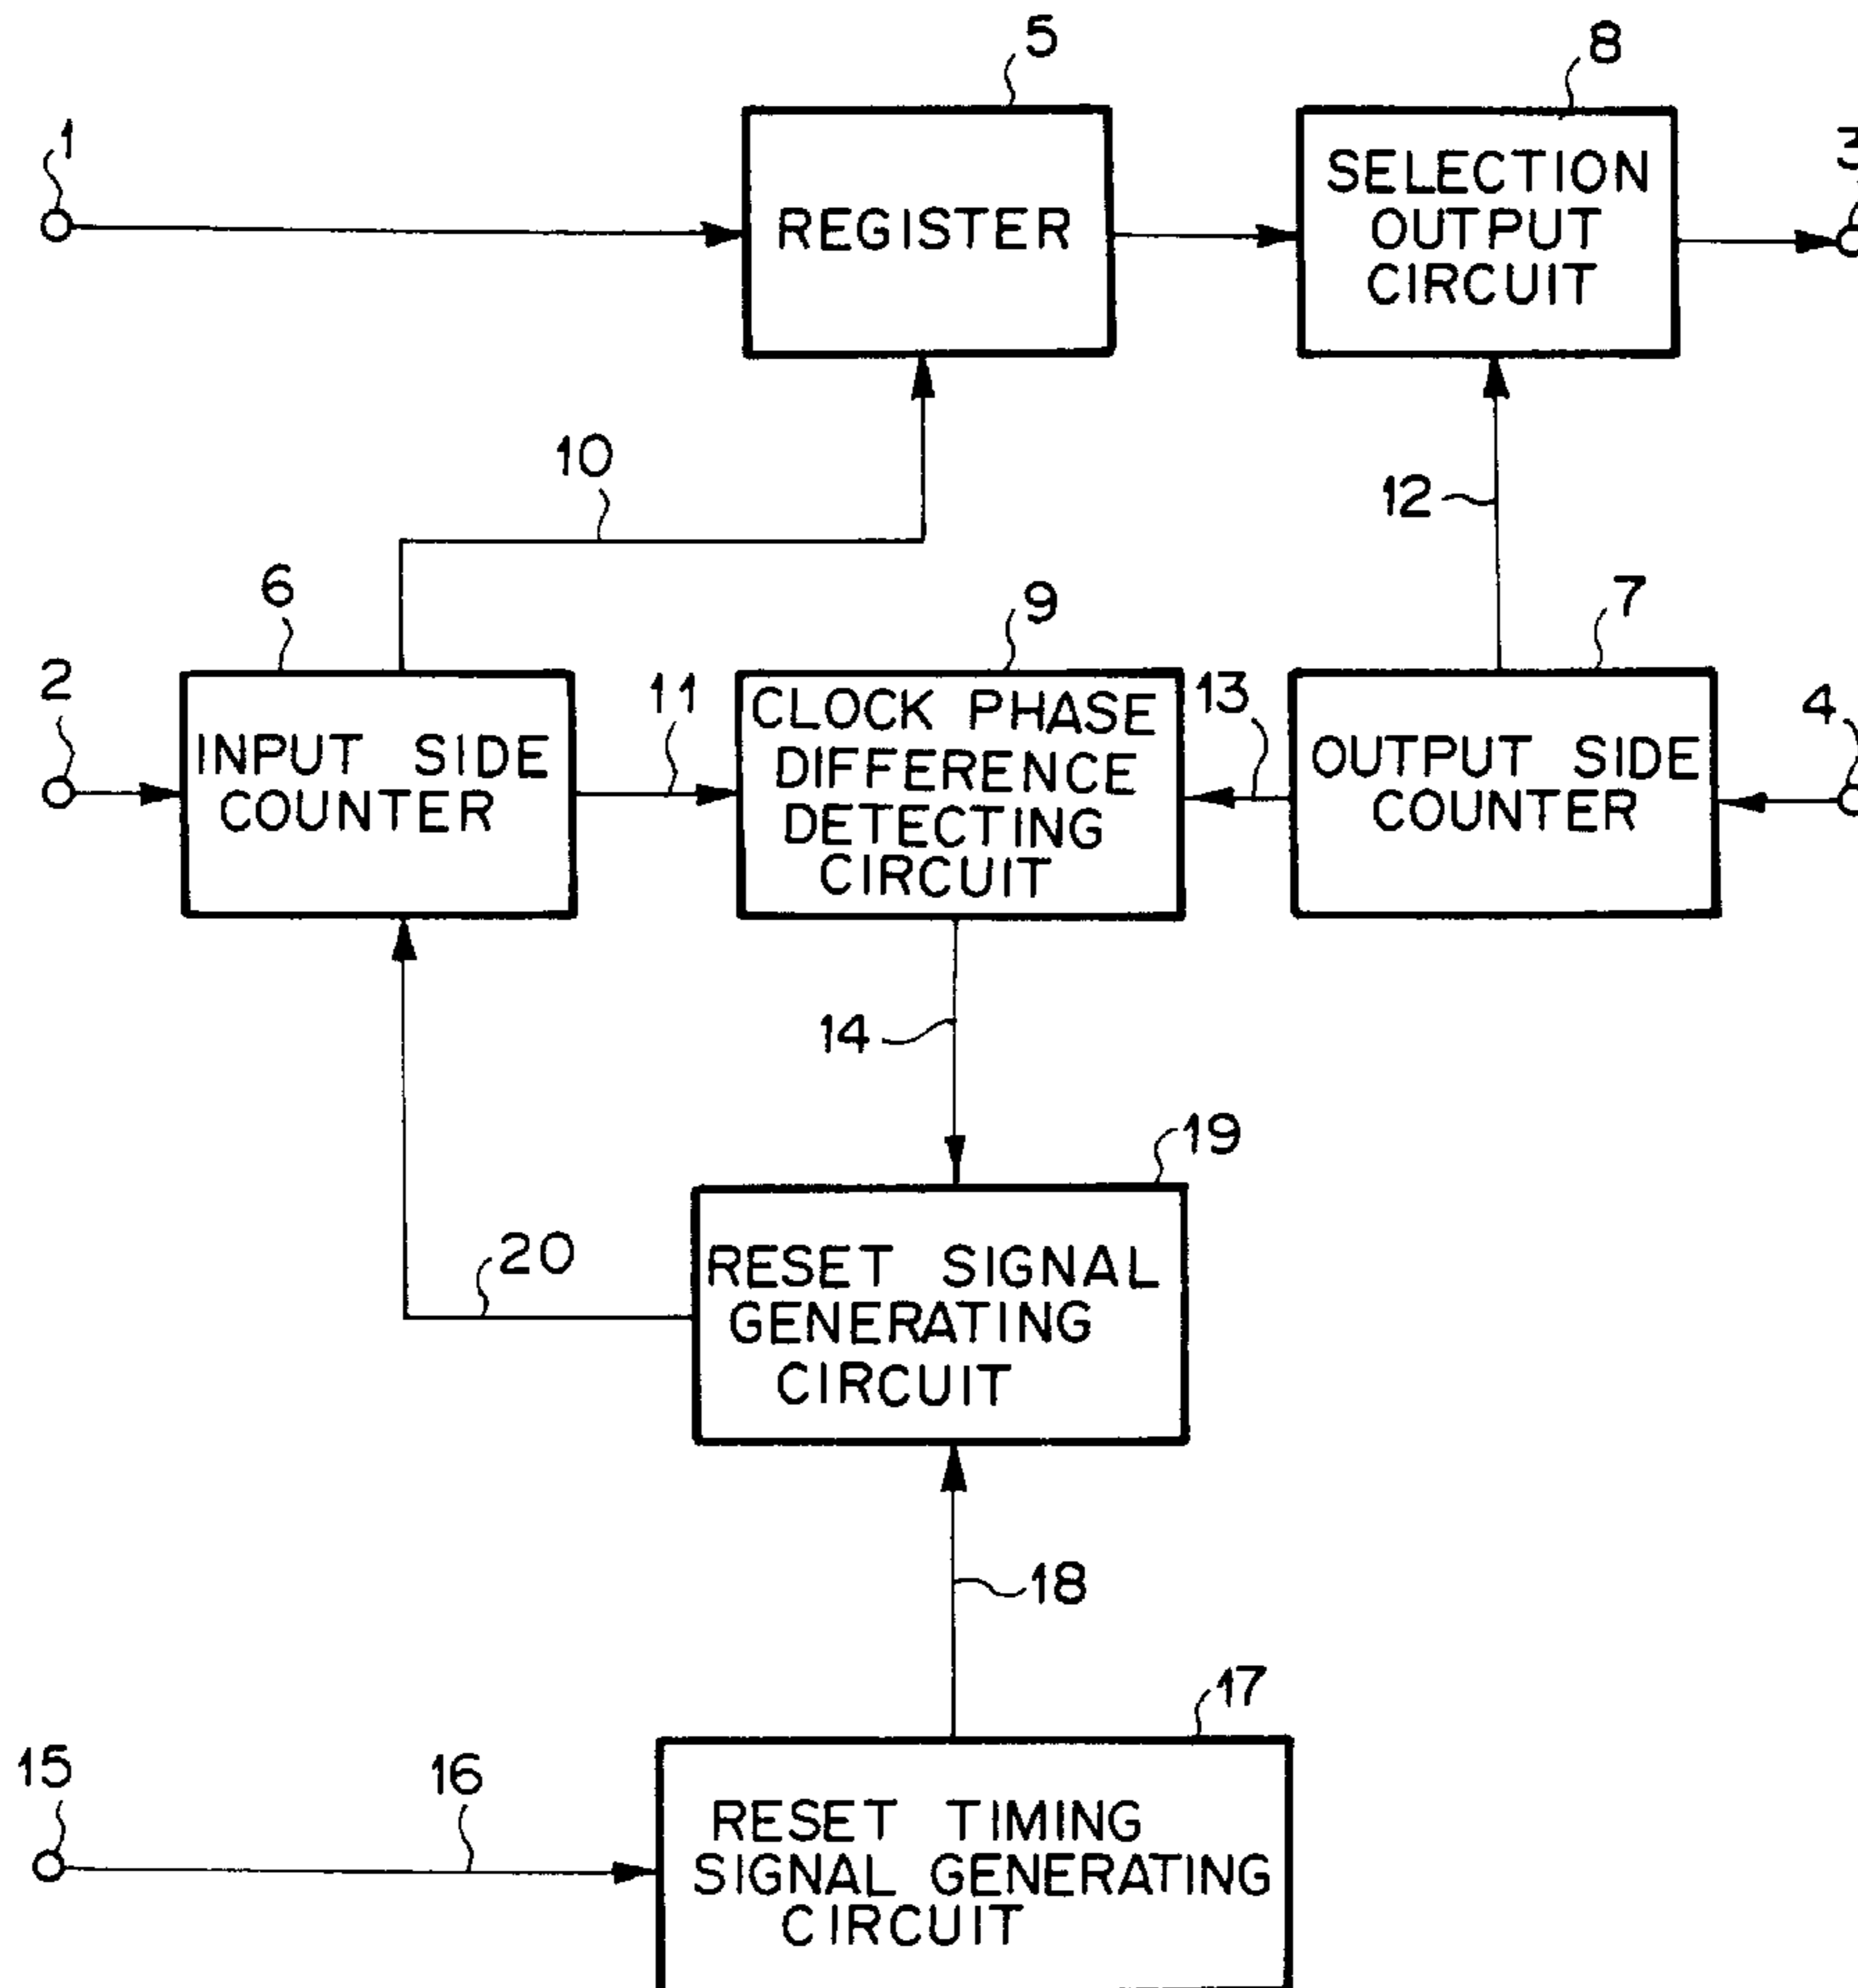 5
8
1
3
REGISTER
SELECTION
OUTPUT
CIRCUIT
10
12
6
9
7
2
11
13
4
INPUT SIDE
COUNTER
CLOCK PHASE
DIFFERENCE
DETECTING
CIRCUIT
OUTPUT SIDE
COUNTER
14
19
20
RESET SIGNAL
GENERATING
CIRCUIT
18
17
15
16
RESET TIMING
SIGNAL GENERATING
CIRCUIT